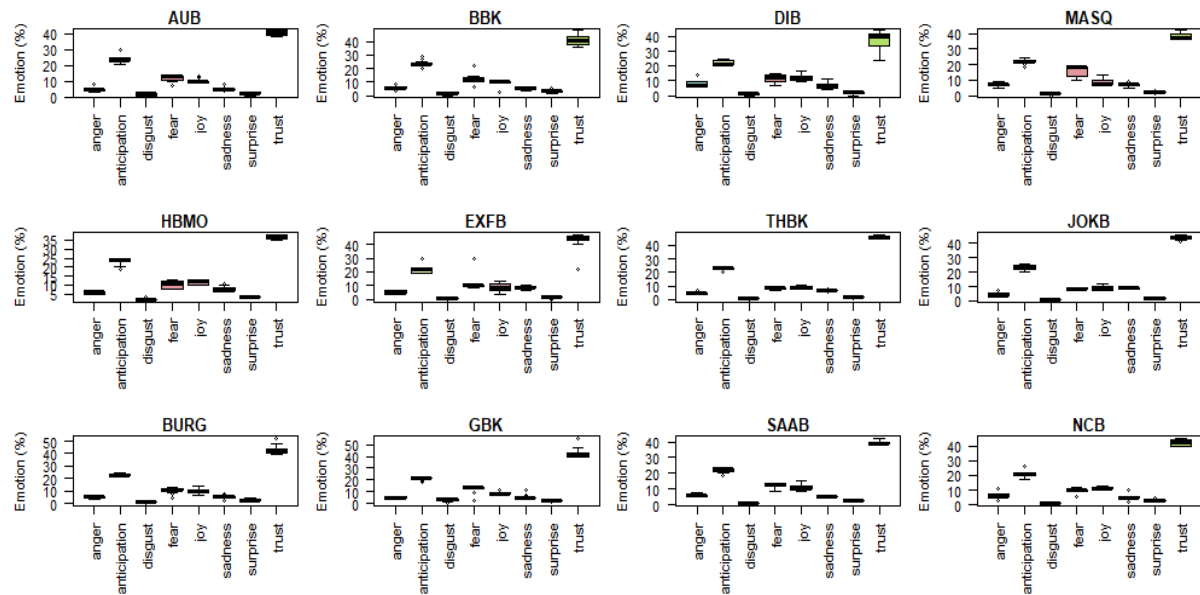 AUB
Emotion (%)
40
30
20
10
0
anger
anticipation
disgust
fear
joy
sadness
surprise
trust
BBK
Emotion (%)
40
30
20
10
0
anger
anticipation
disgust
fear
joy
sadness
surprise
trust
DIB
Emotion (%)
40
30
20
10
0
anger
anticipation
disgust
fear
joy
sadness
surprise
trust
MASQ
Emotion (%)
40
30
20
10
0
anger
anticipation
disgust
fear
joy
sadness
surprise
trust
HBMO
Emotion (%)
35
30
25
20
15
10
5
anger
anticipation
disgust
fear
joy
sadness
surprise
trust
EXFB
Emotion (%)
40
30
20
10
0
anger
anticipation
disgust
fear
joy
sadness
surprise
trust
THBK
Emotion (%)
40
30
20
10
0
anger
anticipation
disgust
fear
joy
sadness
surprise
trust
JOKB
Emotion (%)
40
30
20
10
0
anger
anticipation
disgust
fear
joy
sadness
surprise
trust
BURG
Emotion (%)
50
40
30
20
10
0
anger
anticipation
disgust
fear
joy
sadness
surprise
trust
GBK
Emotion (%)
50
40
30
20
10
0
anger
anticipation
disgust
fear
joy
sadness
surprise
trust
SAAB
Emotion (%)
40
30
20
10
0
anger
anticipation
disgust
fear
joy
sadness
surprise
trust
NCB
Emotion (%)
40
30
20
10
0
anger
anticipation
disgust
fear
joy
sadness
surprise
trust